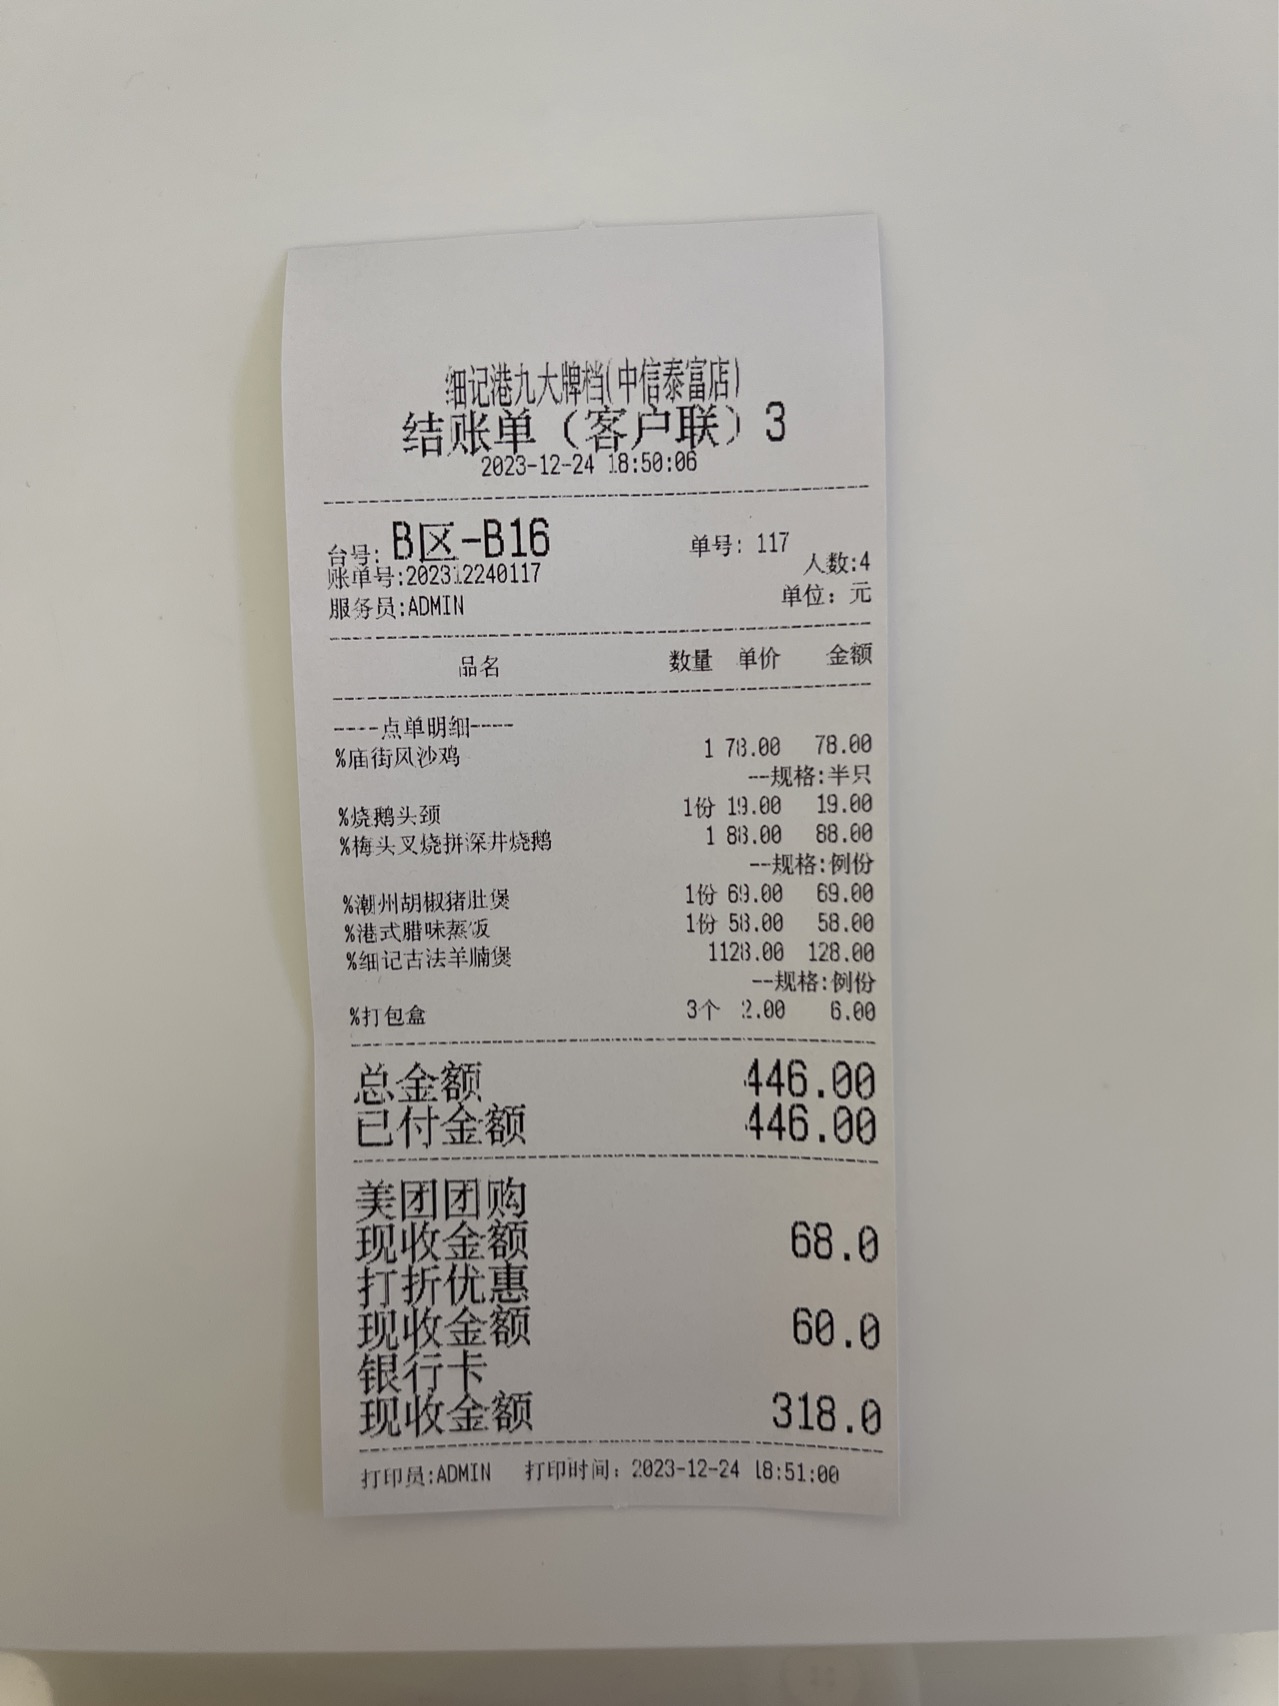 细记港九大牌档(中信泰富店)
结账单（客户联）3
2023-12-24 18:50:06
台号: B区-B16 单号: 117
人数:4
账单号:202312240117
服务员:ADMIN 单位: 元
品名 数量 单价 金额
----点单明细----
%庙街风沙鸡 1 78.00 78.00
--规格:半只
%烧鹅头颈 1份 19.00 19.00
%梅头叉烧拼深井烧鹅 1 88.00 88.00
--规格:例份
%潮州胡椒猪肚煲 1份 69.00 69.00
%港式腊味蒸饭 1份 58.00 58.00
%细记古法羊腩煲 1128.00 128.00
--规格:例份
%打包盒 3个 2.00 6.00
总金额 446.00
已付金额 446.00
美团团购
现收金额 68.0
打折优惠
现收金额 60.0
银行卡
现收金额 318.0
打印员:ADMIN 打印时间: 2023-12-24 18:51:00